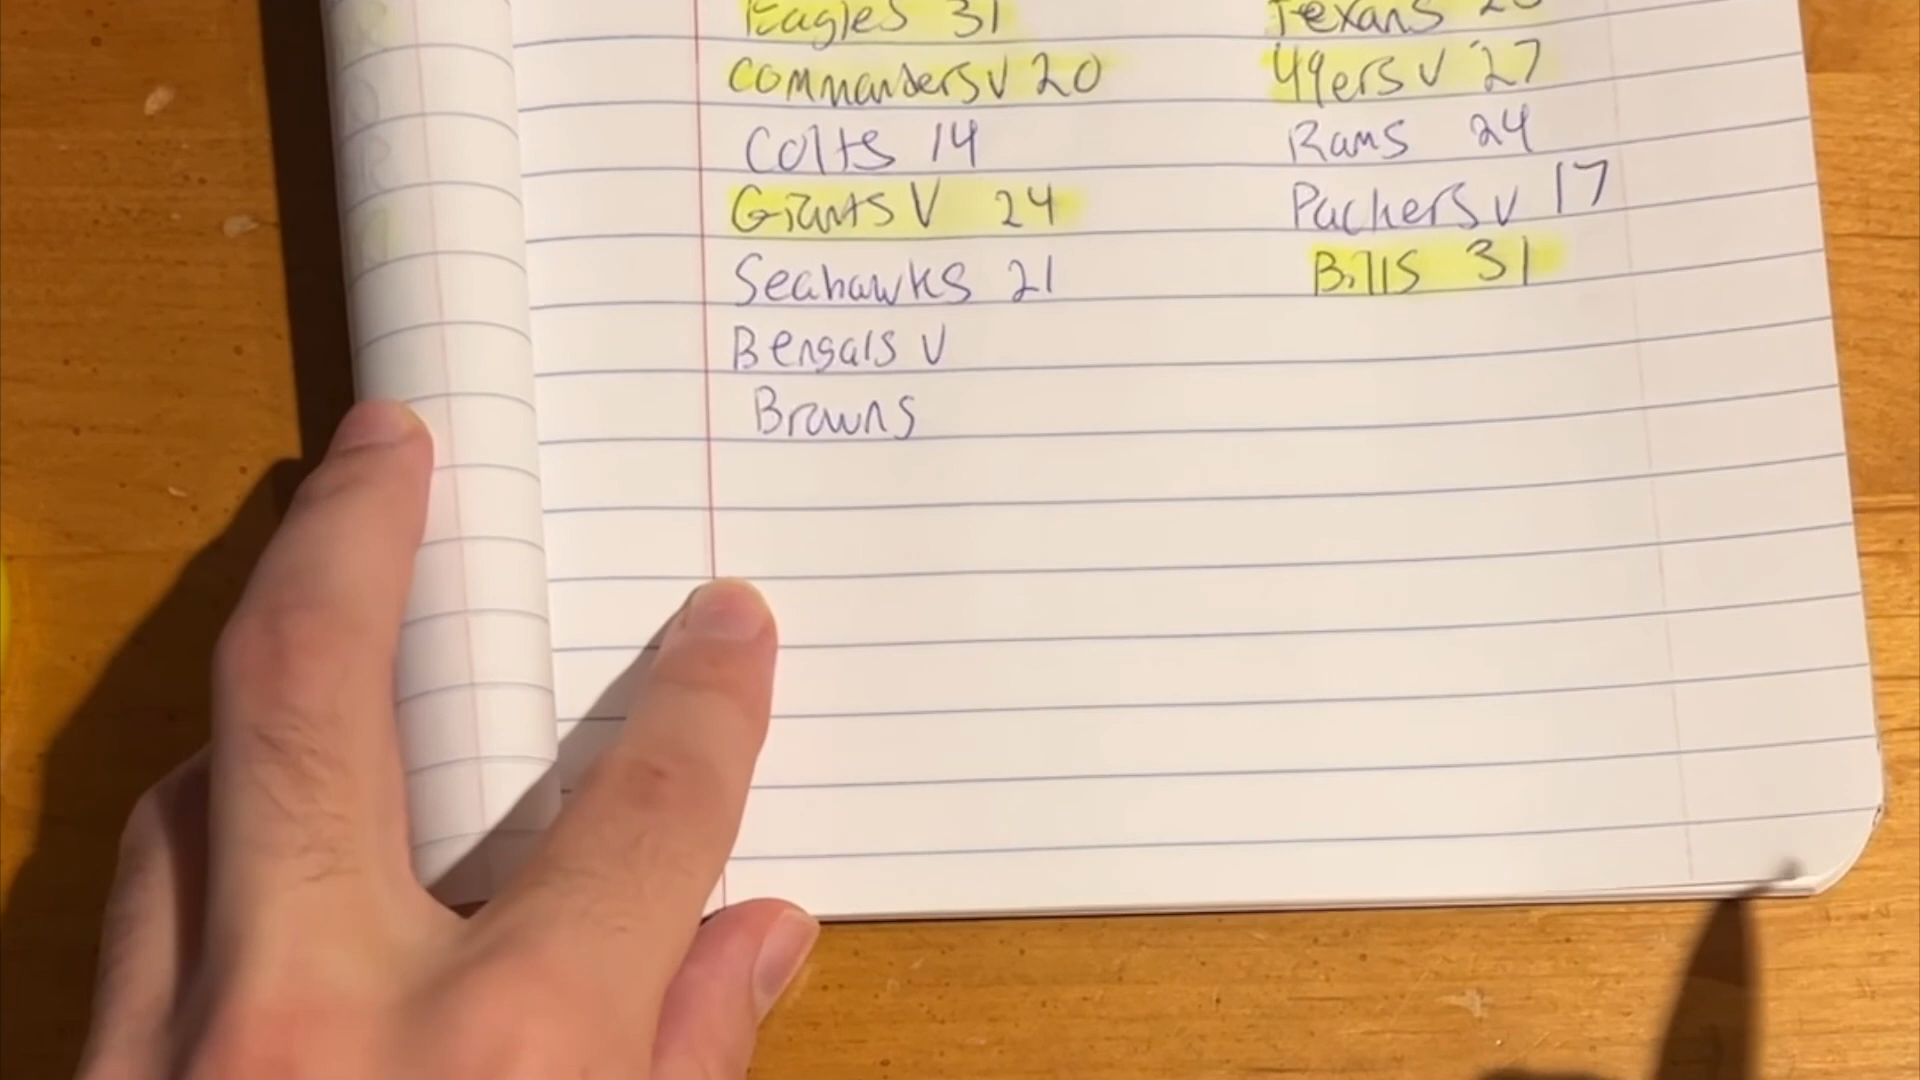 Eagles 31
Commanders v 20
Colts 14
Giants v 24
Seahawks 21
Bengals v
Browns
Texans
49ers v 27
Rams 24
Packers v 17
Bills 31